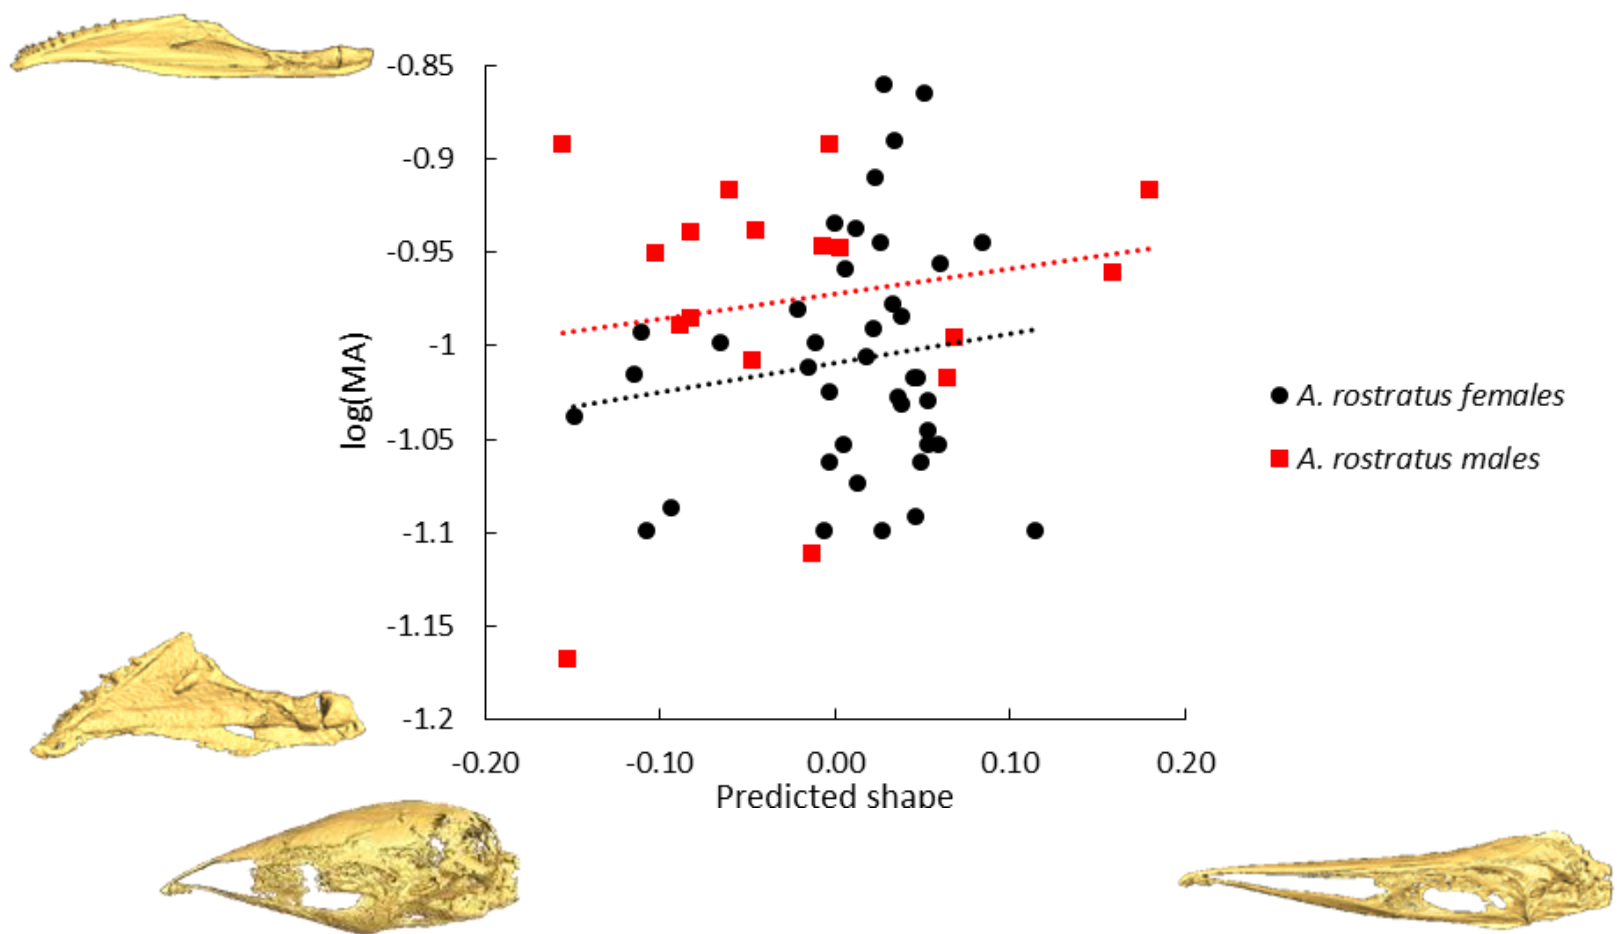 -0.85
-0.9
-0.95
-1
-1.05
-1.1
-1.15
-1.2
log(MA)
-0.20 -0.10 0.00 0.10 0.20
Predicted shape
A. rostratus females
A. rostratus males